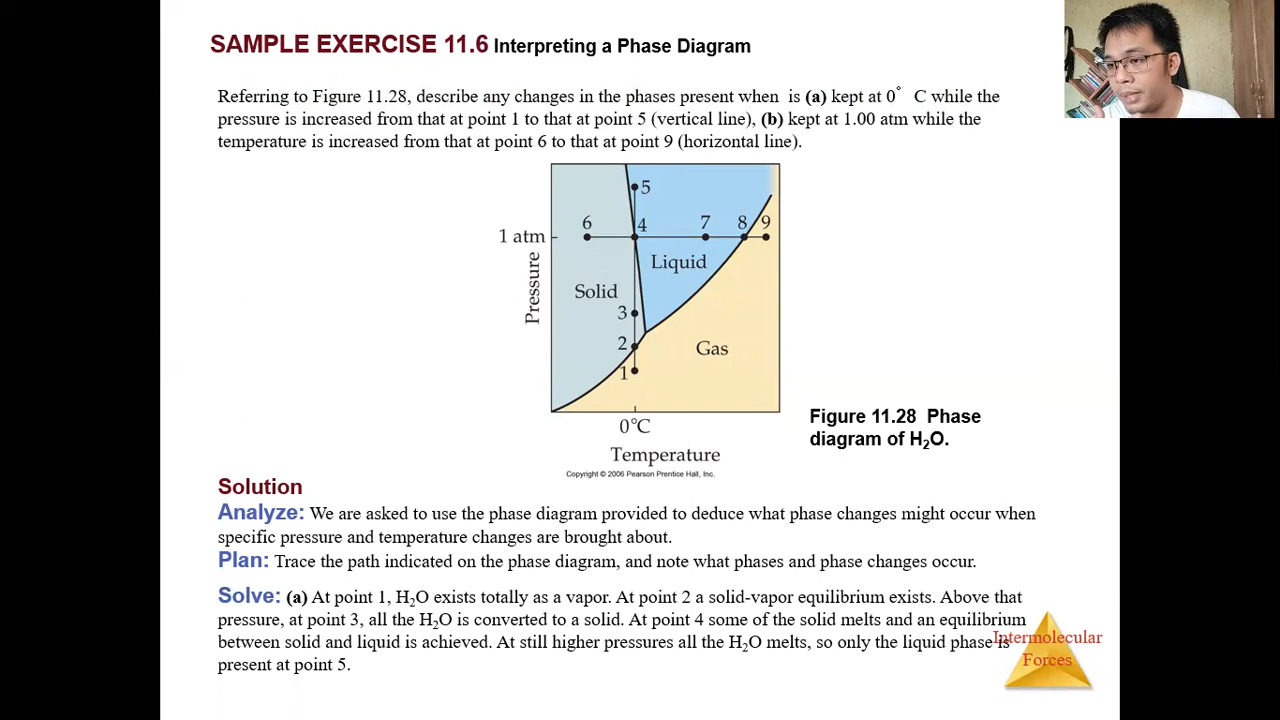 SAMPLE EXERCISE 11.6 Interpreting a Phase Diagram
Referring to Figure 11.28, describe any changes in the phases present when  is (a) kept at 0° C while the
pressure is increased from that at point 1 to that at point 5 (vertical line), (b) kept at 1.00 atm while the
temperature is increased from that at point 6 to that at point 9 (horizontal line).
5
6 4 7 8 9
1 atm
Liquid
Pressure
Solid
3
2
Gas
1
0°C
Temperature
Copyright © 2006 Pearson Prentice Hall, Inc.
Figure 11.28 Phase
diagram of H₂O.
Solution
Analyze: We are asked to use the phase diagram provided to deduce what phase changes might occur when
specific pressure and temperature changes are brought about.
Plan: Trace the path indicated on the phase diagram, and note what phases and phase changes occur.
Solve: (a) At point 1, H₂O exists totally as a vapor. At point 2 a solid-vapor equilibrium exists. Above that
pressure, at point 3, all the H₂O is converted to a solid. At point 4 some of the solid melts and an equilibrium
between solid and liquid is achieved. At still higher pressures all the H₂O melts, so only the liquid phase is
present at point 5.
Intermolecular
Forces